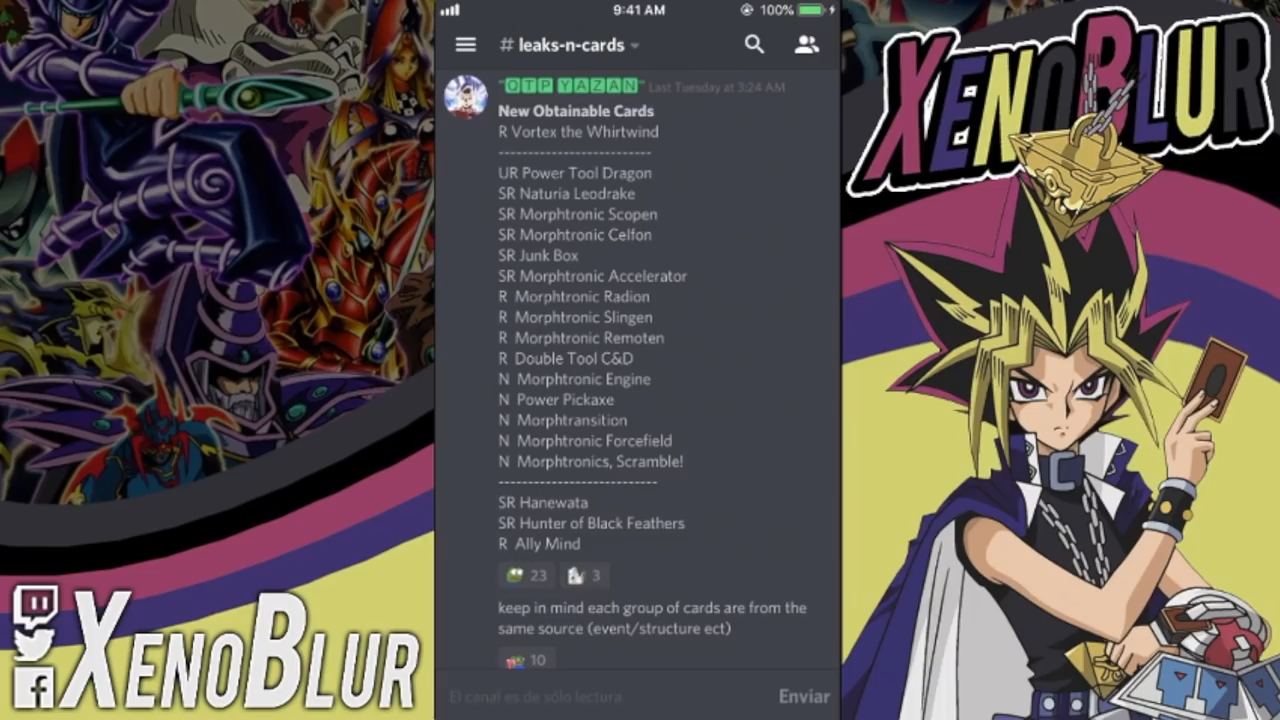 9:41 AM
100%
# leaks-n-cards
"QTP YAZAN" Last Tuesday at 3:24 AM
New Obtainable Cards
R Vortex the Whirtwind
--------------------------
UR Power Tool Dragon
SR Naturia Leodrake
SR Morphtronic Scopen
SR Morphtronic Celfon
SR Junk Box
SR Morphtronic Accelerator
R Morphtronic Radion
R Morphtronic Slingen
R Morphtronic Remoten
R Double Tool C&D
N Morphtronic Engine
N Power Pickaxe
N Morphtransition
N Morphtronic Forcefield
N Morphtronics, Scramble!
---------------------------
SR Hanewata
SR Hunter of Black Feathers
R Ally Mind
23 3
keep in mind each group of cards are from the
same source (event/structure ect)
10
El canal es de sólo lectura Enviar
XENOBLUR
XENOBLUR